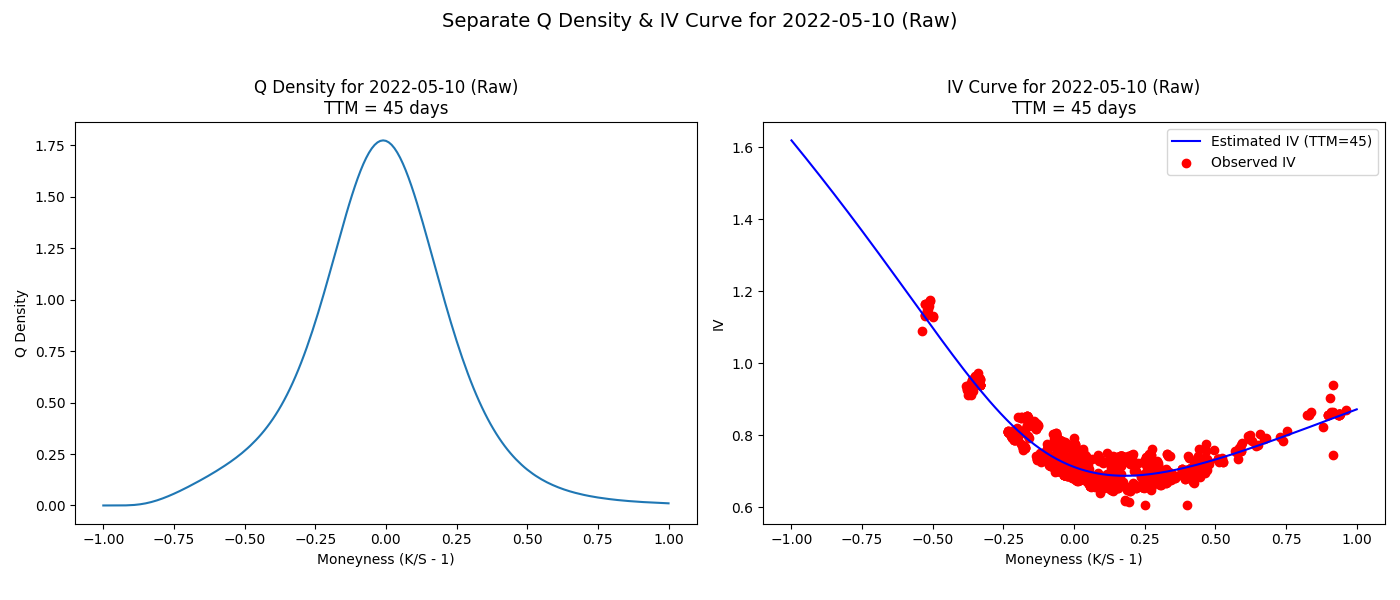 Separate Q Density & IV Curve for 2022-05-10 (Raw)
Q Density for 2022-05-10 (Raw)
TTM = 45 days
1.75
1.50
1.25
1.00
0.75
0.50
0.25
0.00
Q Density
−1.00 −0.75 −0.50 −0.25 0.00 0.25 0.50 0.75 1.00
Moneyness (K/S - 1)
IV Curve for 2022-05-10 (Raw)
TTM = 45 days
Estimated IV (TTM=45)
Observed IV
1.6
1.4
1.2
1.0
0.8
0.6
IV
−1.00 −0.75 −0.50 −0.25 0.00 0.25 0.50 0.75 1.00
Moneyness (K/S - 1)